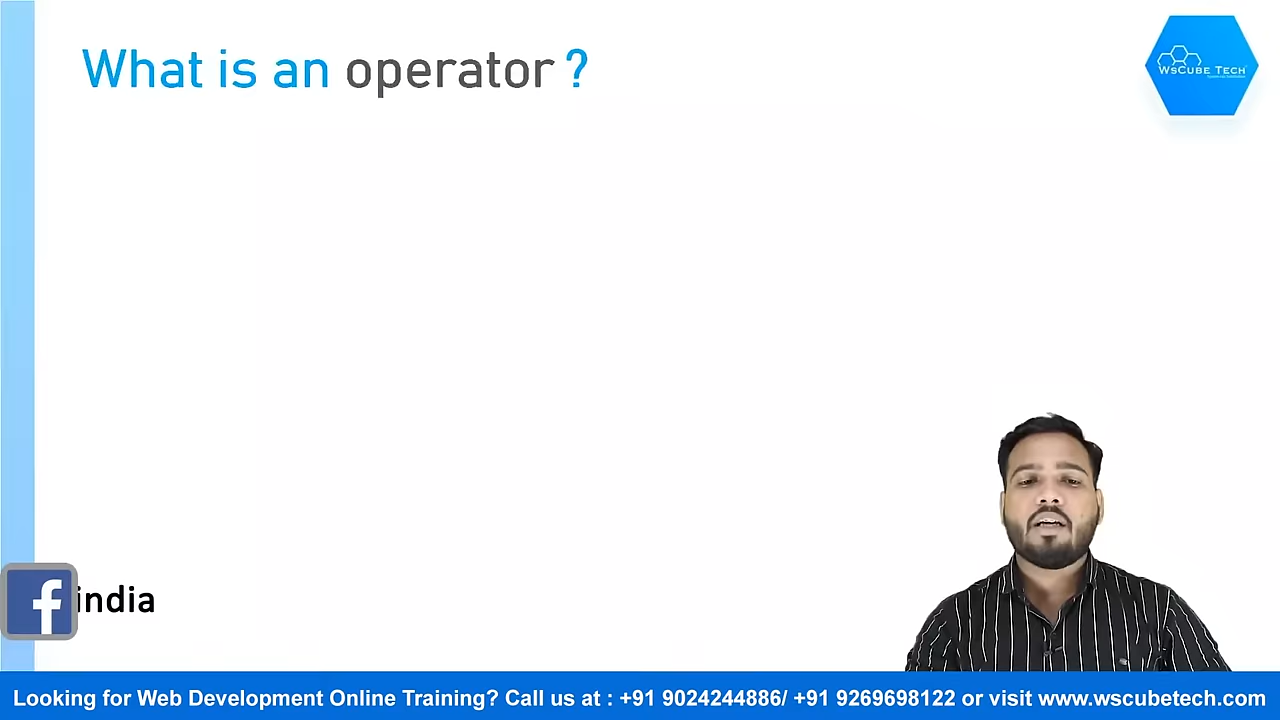 What is an operator ?
WsCube Tech
india
Looking for Web Development Online Training? Call us at : +91 9024244886/ +91 9269698122 or visit www.wscubetech.com